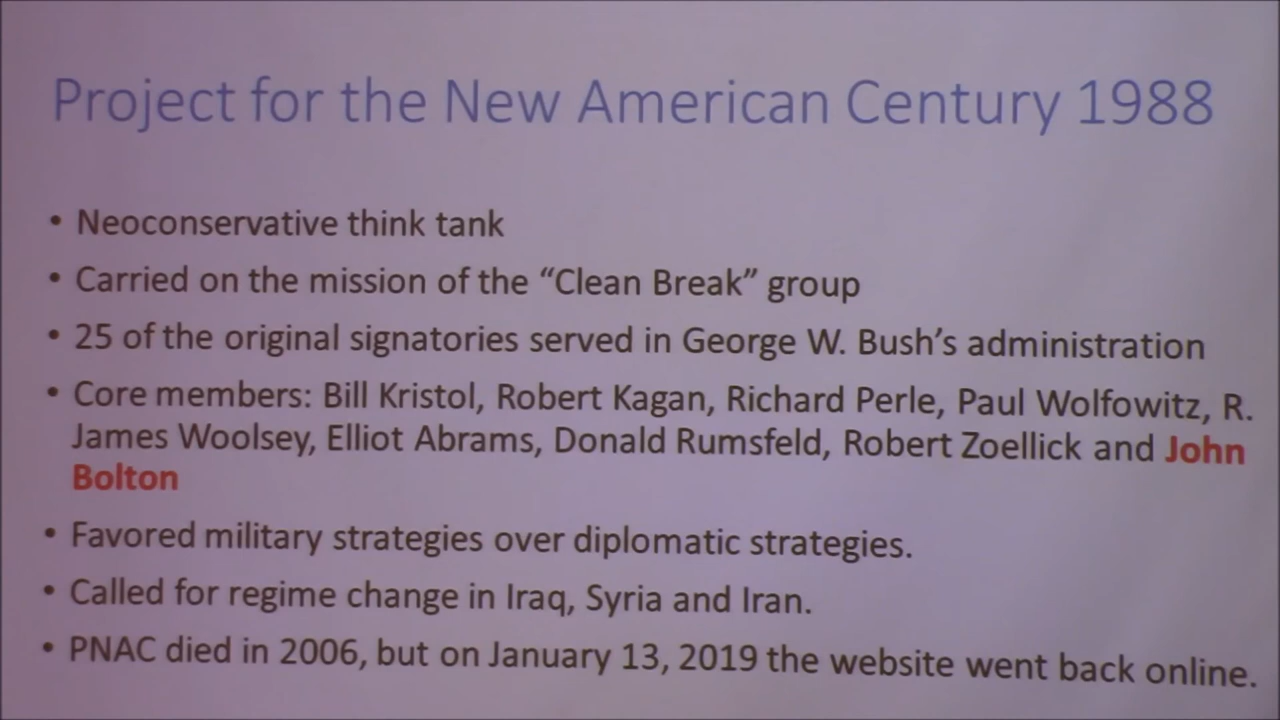 Project for the New American Century 1988
• Neoconservative think tank
• Carried on the mission of the “Clean Break” group
• 25 of the original signatories served in George W. Bush’s administration
• Core members: Bill Kristol, Robert Kagan, Richard Perle, Paul Wolfowitz, R.
James Woolsey, Elliot Abrams, Donald Rumsfeld, Robert Zoellick and John
Bolton
• Favored military strategies over diplomatic strategies.
• Called for regime change in Iraq, Syria and Iran.
• PNAC died in 2006, but on January 13, 2019 the website went back online.